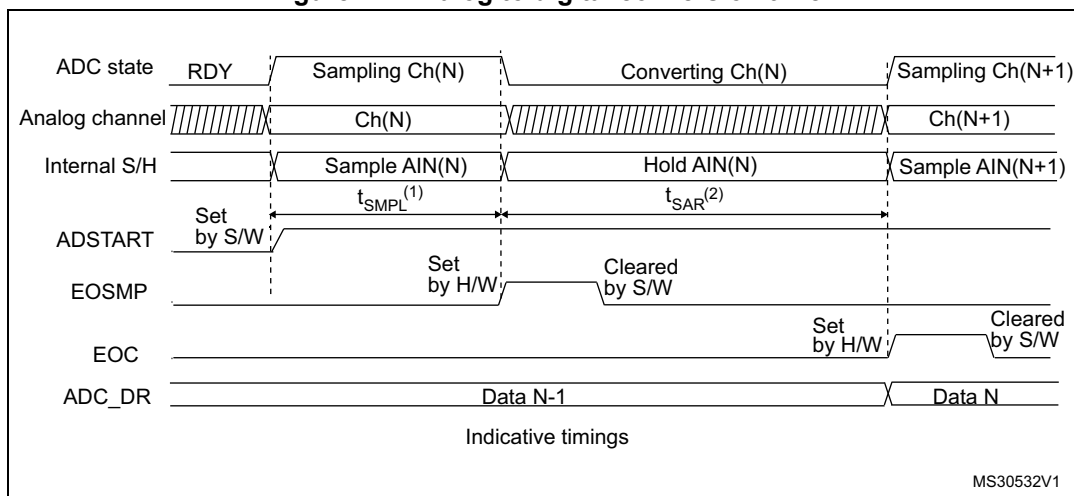 ADC state RDY Sampling Ch(N) Converting Ch(N) Sampling Ch(N+1)
Analog channel Ch(N) Ch(N+1)
Internal S/H Sample AIN(N) Hold AIN(N) Sample AIN(N+1)
tSMPL(1) tSAR(2)
Set
by S/W
ADSTART
Set
by H/W
Cleared
by S/W
EOSMP
Set
by H/W
Cleared
by S/W
EOC
ADC_DR Data N-1 Data N
Indicative timings
MS30532V1